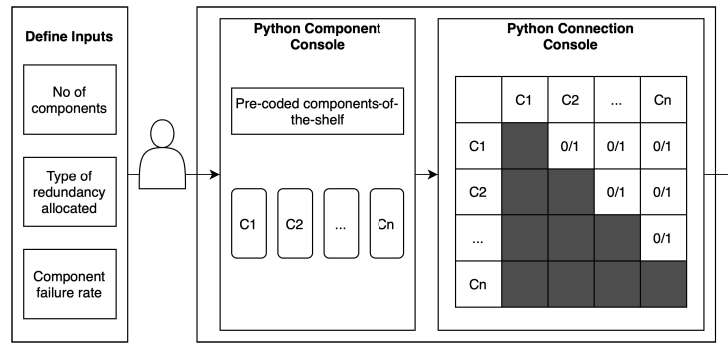 Define Inputs
No of
components
Type of
redundancy
allocated
Component
failure rate
Python Component
Console
Pre-coded components-of-
the-shelf
C1 C2 ... Cn
Python Connection
Console
C1 C2 ... Cn
C1 0/1 0/1 0/1
C2 0/1 0/1
... 0/1
Cn